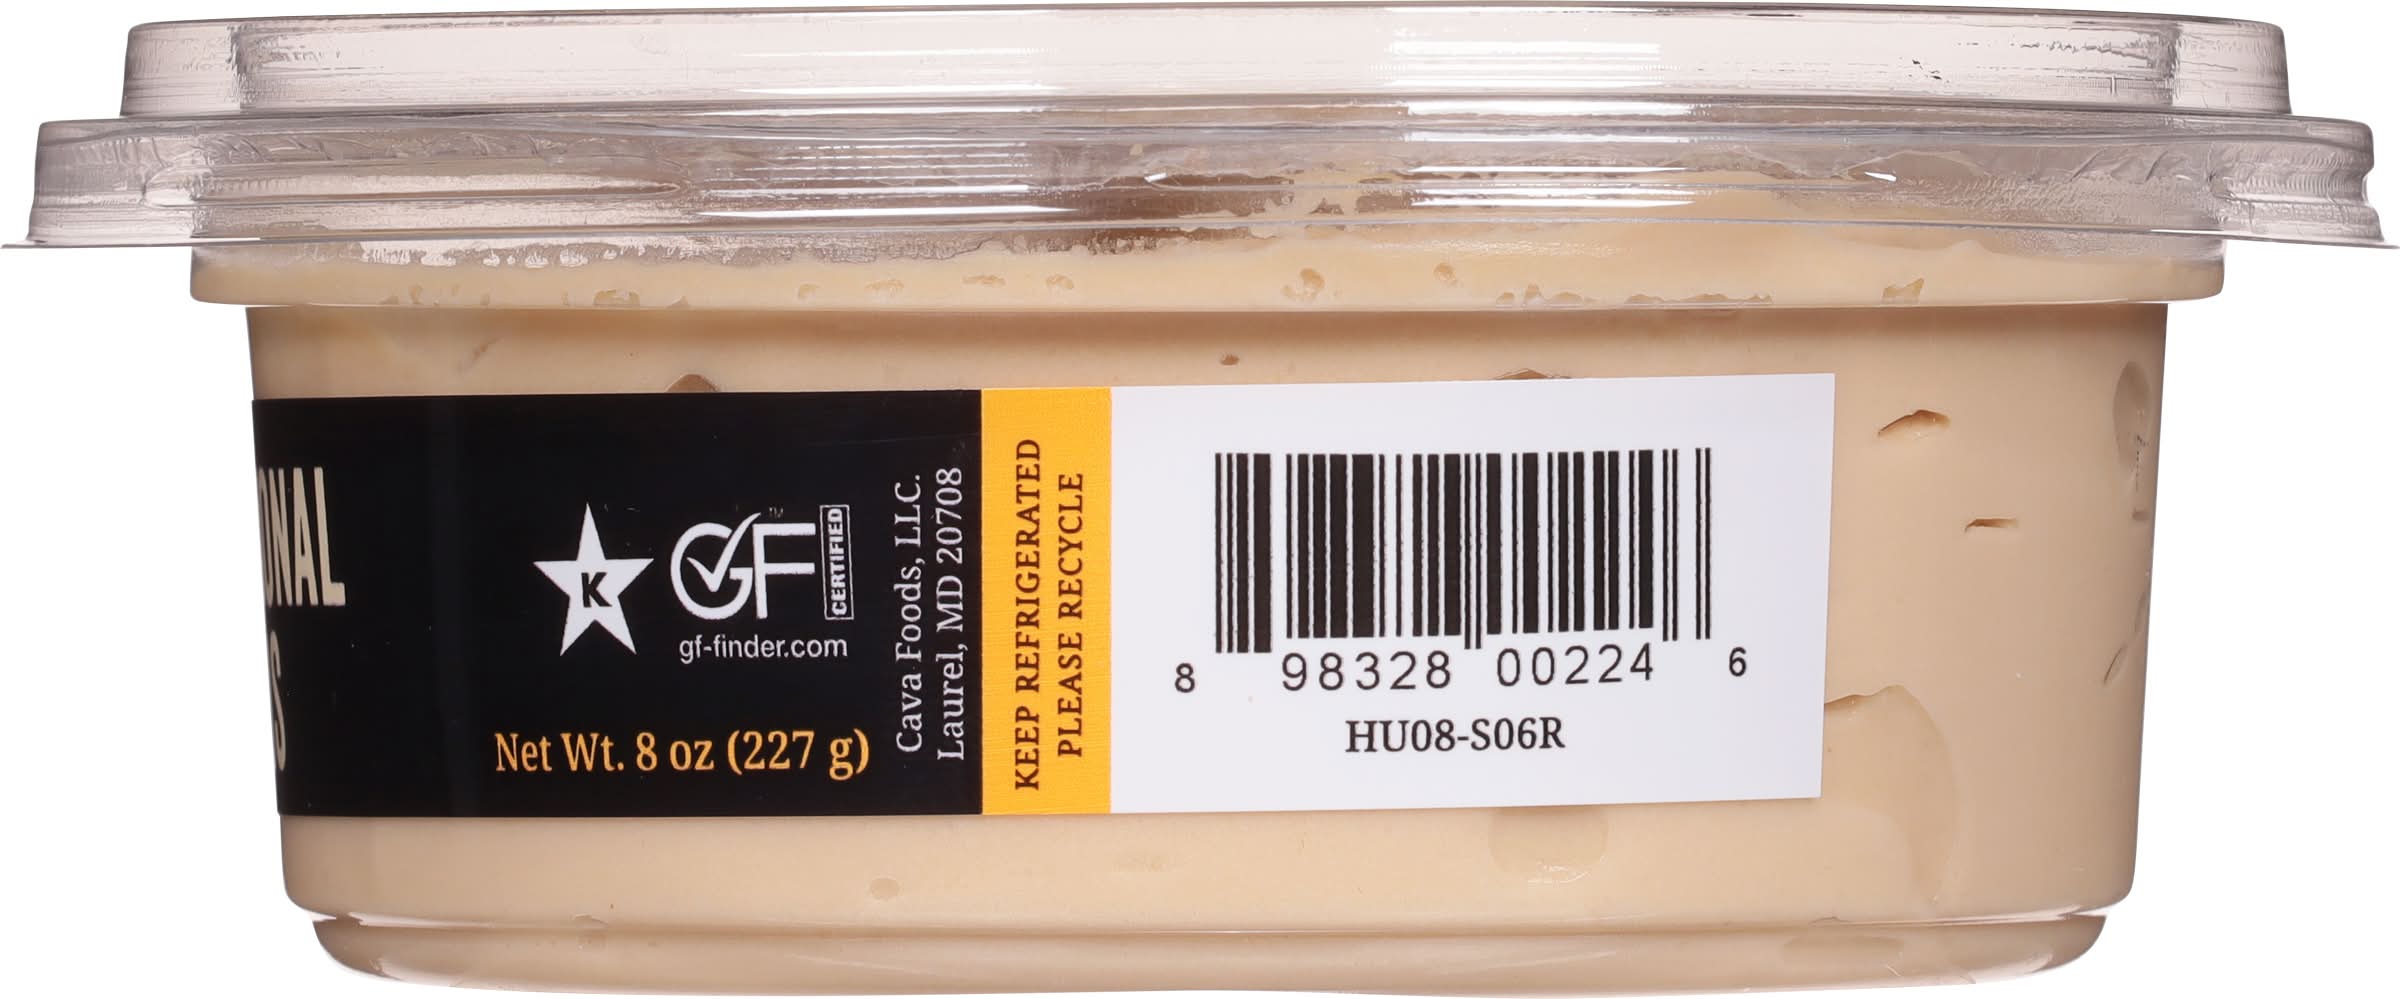 ONAL
S
K
GF™
CERTIFIED
gf-finder.com
Net Wt. 8 oz (227 g)
Cava Foods, LLC.
Laurel, MD 20708
KEEP REFRIGERATED
PLEASE RECYCLE
8 98328 00224 6
HU08-S06R